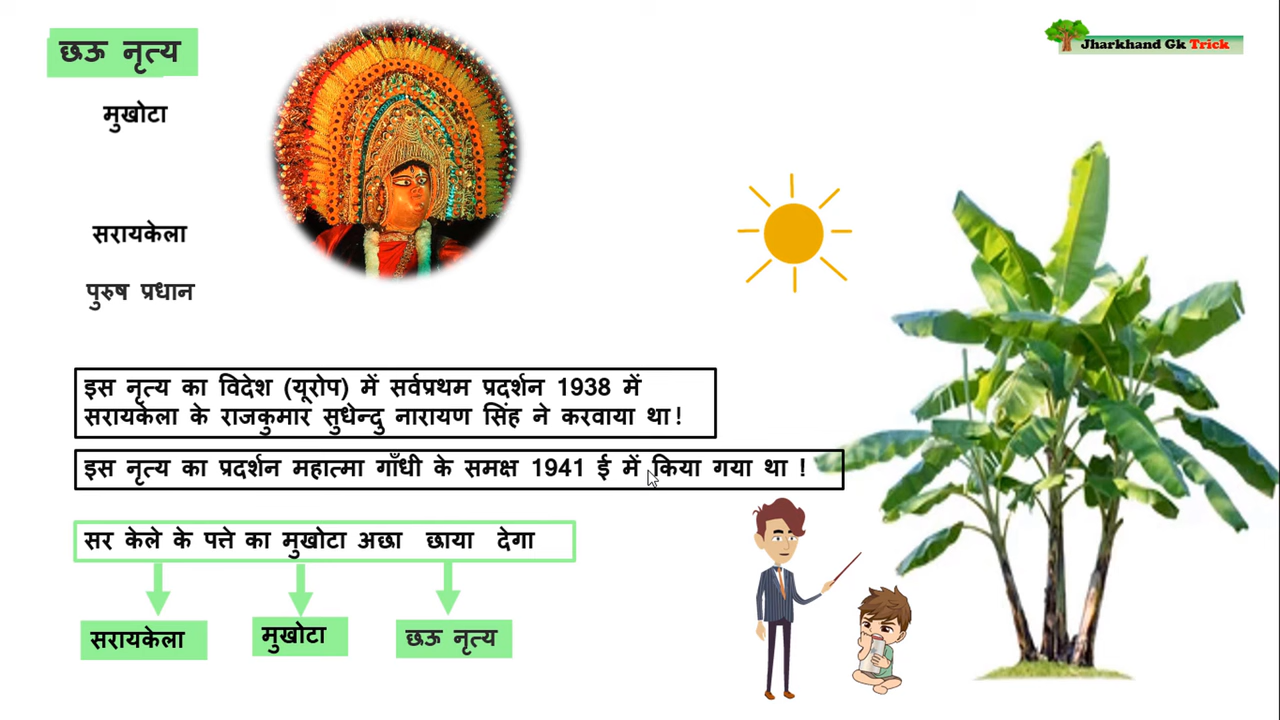 छऊ नृत्य
Jharkhand Gk Trick
मुखोटा
सरायकेला
पुरुष प्रधान
इस नृत्य का विदेश (यूरोप) में सर्वप्रथम प्रदर्शन 1938 में
सरायकेला के राजकुमार सुधेन्दु नारायण सिंह ने करवाया था!
इस नृत्य का प्रदर्शन महात्मा गाँधी के समक्ष 1941 ई में किया गया था !
सर केले के पत्ते का मुखोटा अछा छाया देगा
सरायकेला
मुखोटा
छऊ नृत्य